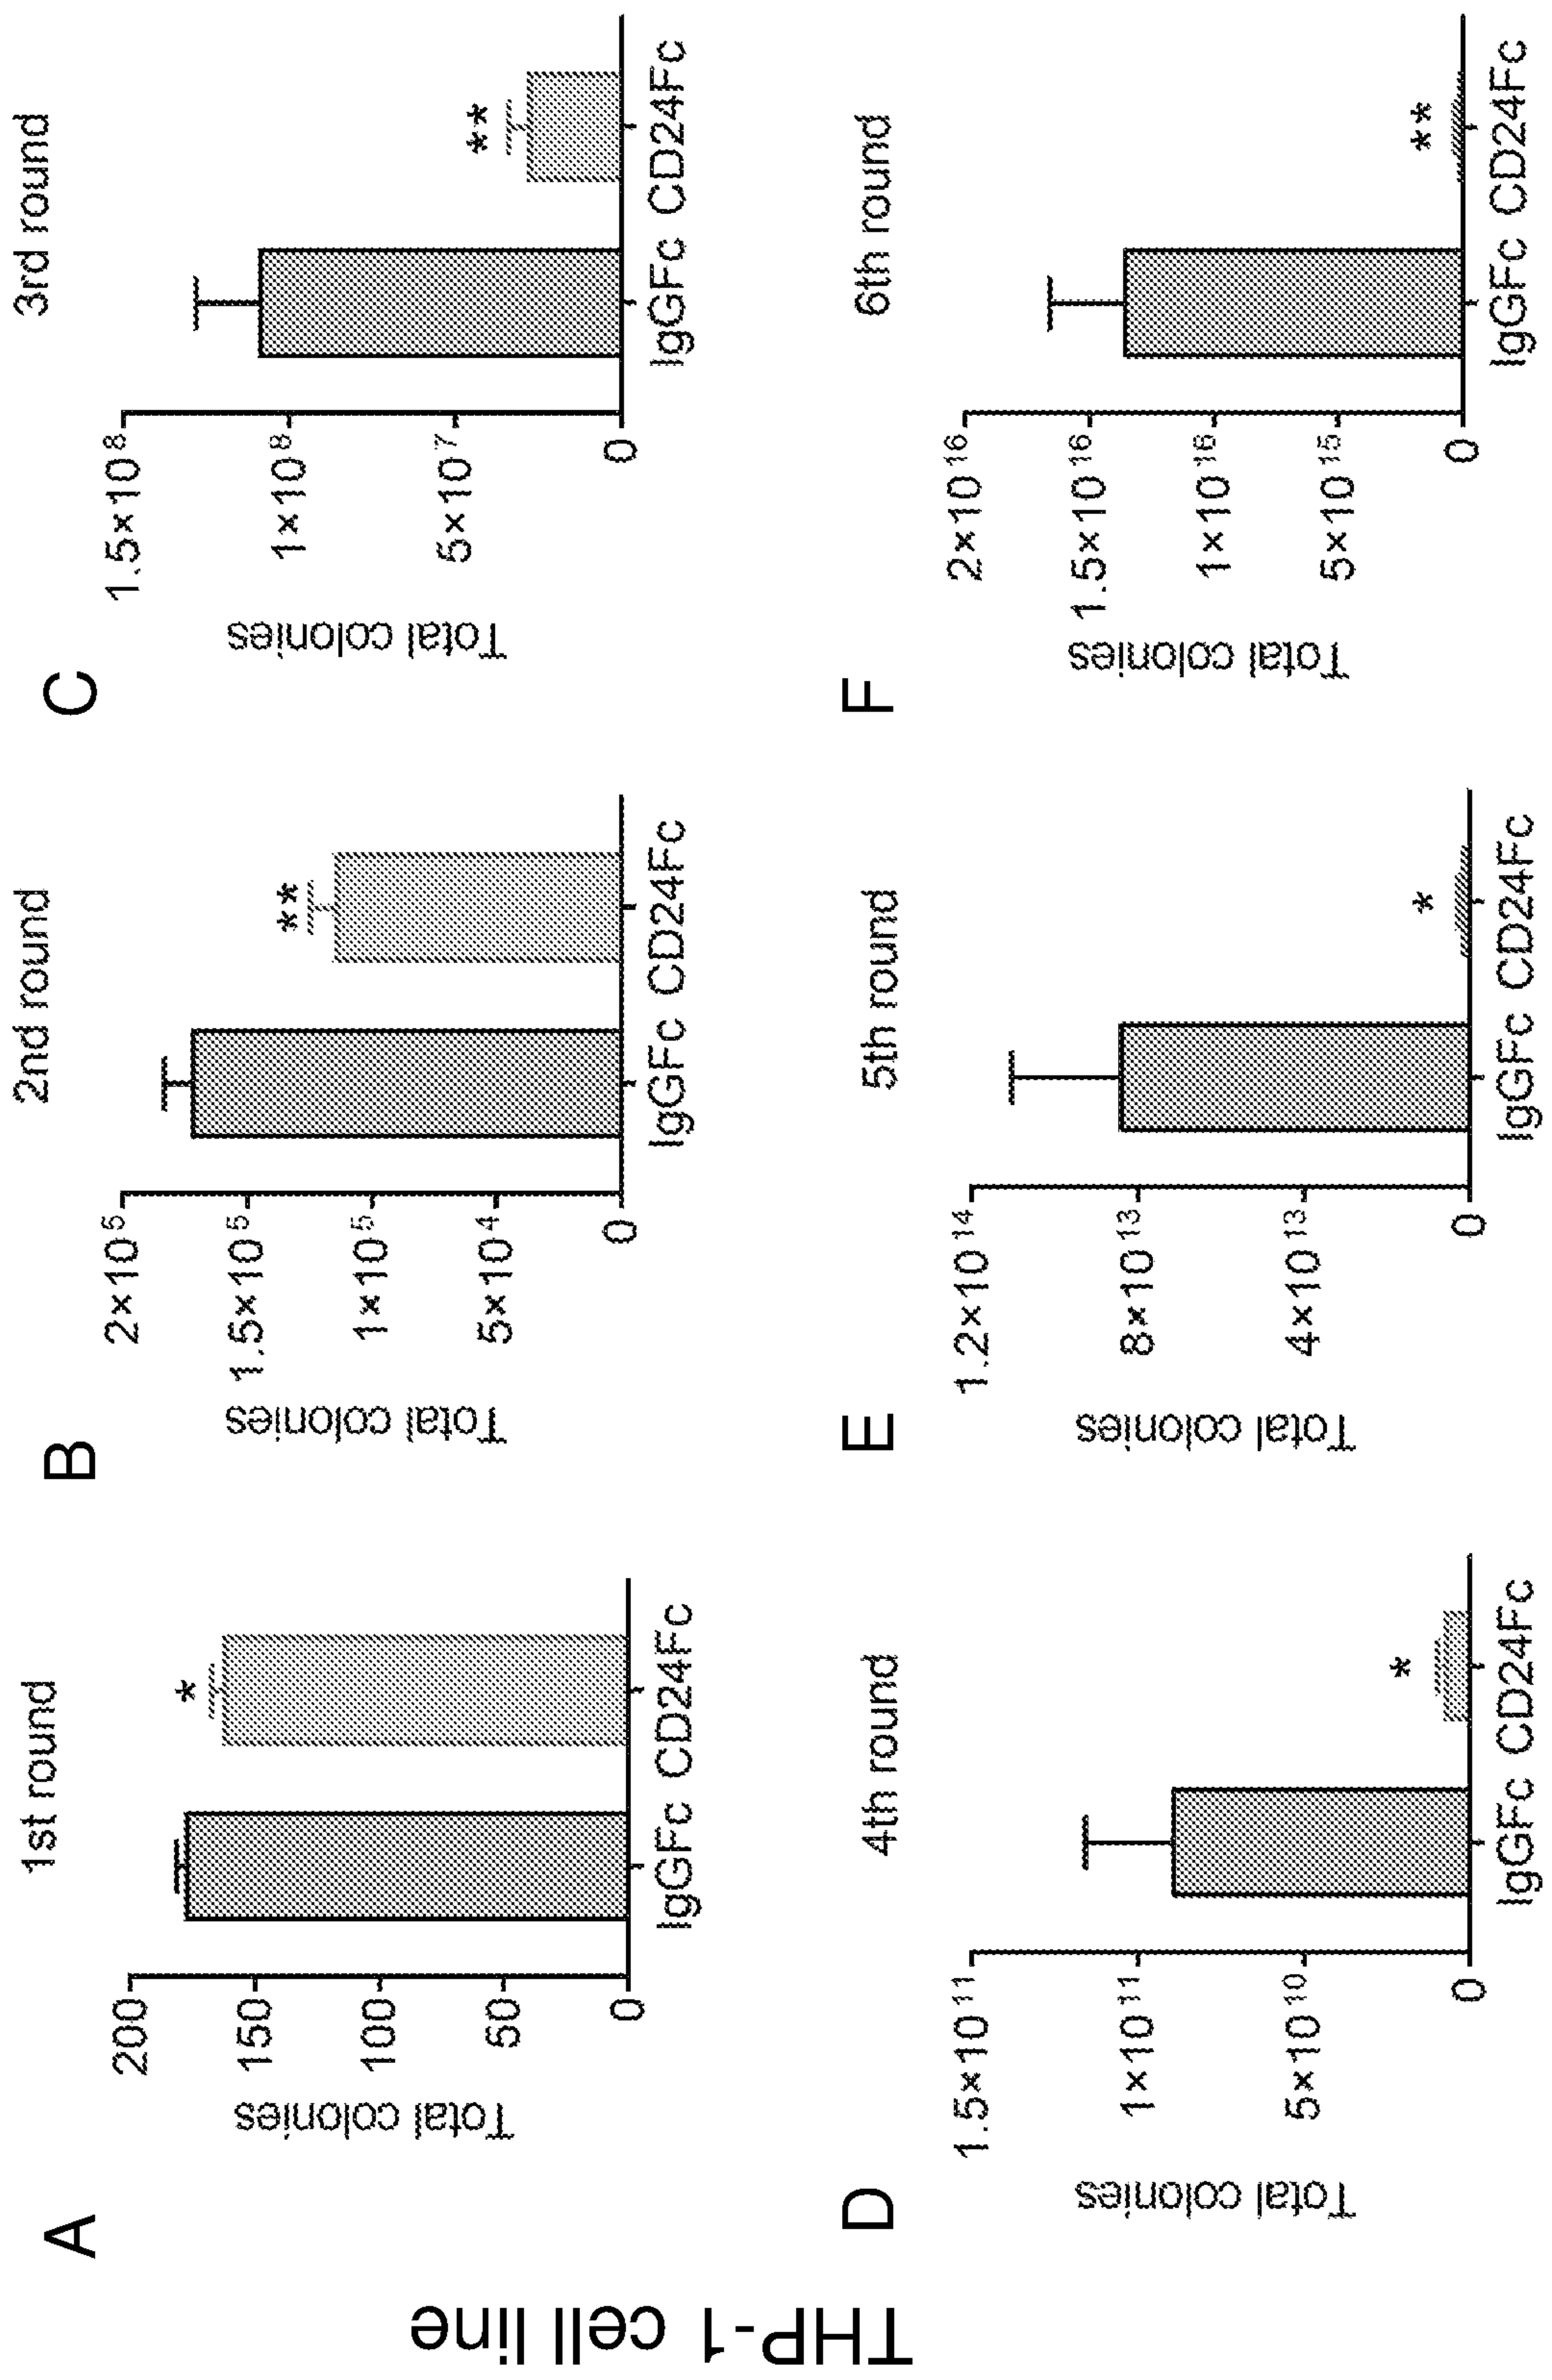 THP-1 cell line
A
1st round
Total colonies
200
150
100
50
0
*
IgGFc CD24Fc
B
2nd round
Total colonies
2×10⁵
1.5×10⁵
1×10⁵
5×10⁴
0
**
IgGFc CD24Fc
C
3rd round
Total colonies
1.5×10⁸
1×10⁸
5×10⁷
0
**
IgGFc CD24Fc
D
4th round
Total colonies
1.5×10¹¹
1×10¹¹
5×10¹⁰
0
*
IgGFc CD24Fc
E
5th round
Total colonies
1.2×10¹⁴
8×10¹³
4×10¹³
0
*
IgGFc CD24Fc
F
6th round
Total colonies
2×10¹⁶
1.5×10¹⁶
1×10¹⁶
5×10¹⁵
0
**
IgGFc CD24Fc